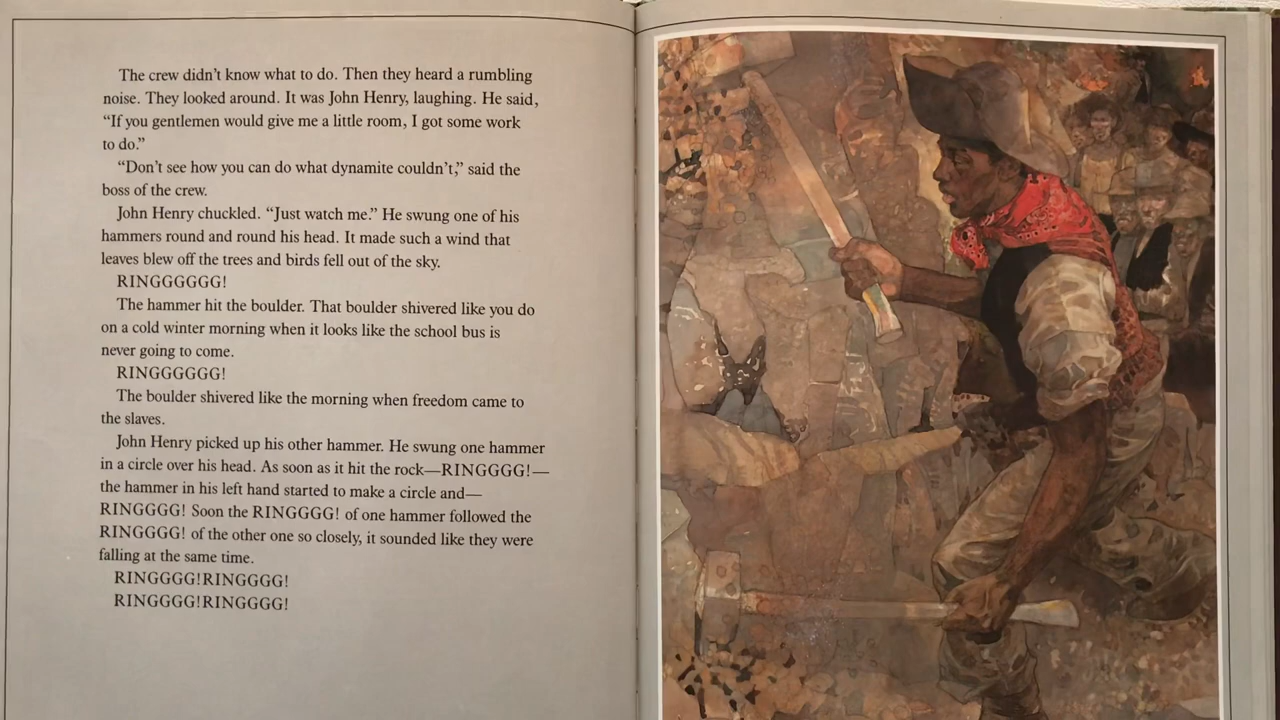 The crew didn't know what to do. Then they heard a rumbling
noise. They looked around. It was John Henry, laughing. He said,
“If you gentlemen would give me a little room, I got some work
to do.”
“Don't see how you can do what dynamite couldn't,” said the
boss of the crew.
John Henry chuckled. “Just watch me.” He swung one of his
hammers round and round his head. It made such a wind that
leaves blew off the trees and birds fell out of the sky.
RINGGGGGG!
The hammer hit the boulder. That boulder shivered like you do
on a cold winter morning when it looks like the school bus is
never going to come.
RINGGGGGG!
The boulder shivered like the morning when freedom came to
the slaves.
John Henry picked up his other hammer. He swung one hammer
in a circle over his head. As soon as it hit the rock—RINGGGG!—
the hammer in his left hand started to make a circle and—
RINGGGG! Soon the RINGGGG! of one hammer followed the
RINGGGG! of the other one so closely, it sounded like they were
falling at the same time.
RINGGGG!RINGGGG!
RINGGGG!RINGGGG!